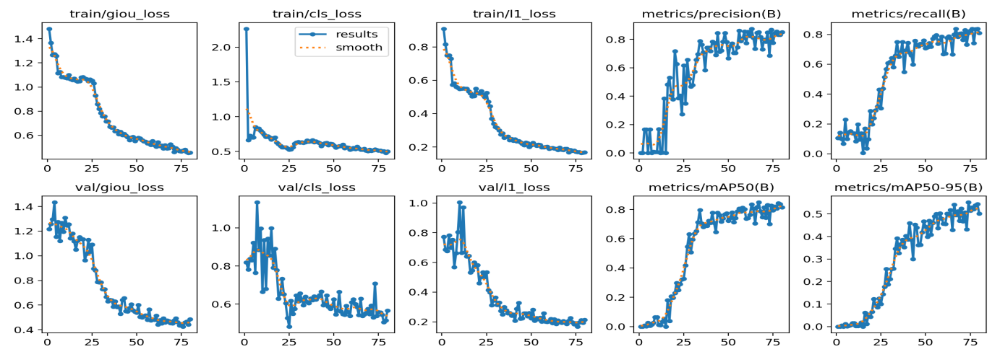 train/giou_loss
train/cls_loss
train/l1_loss
metrics/precision(B)
metrics/recall(B)
results
smooth
1.4
1.2
1.0
0.8
0.6
2.0
1.5
1.0
0.5
0.8
0.6
0.4
0.2
0.8
0.6
0.4
0.2
0.0
0.8
0.6
0.4
0.2
0.0
0 25 50 75
0 25 50 75
0 25 50 75
0 25 50 75
0 25 50 75
val/giou_loss
val/cls_loss
val/l1_loss
metrics/mAP50(B)
metrics/mAP50-95(B)
1.4
1.2
1.0
0.8
0.6
0.4
1.0
0.8
0.6
1.0
0.8
0.6
0.4
0.2
0.8
0.6
0.4
0.2
0.0
0.5
0.4
0.3
0.2
0.1
0.0
0 25 50 75
0 25 50 75
0 25 50 75
0 25 50 75
0 25 50 75